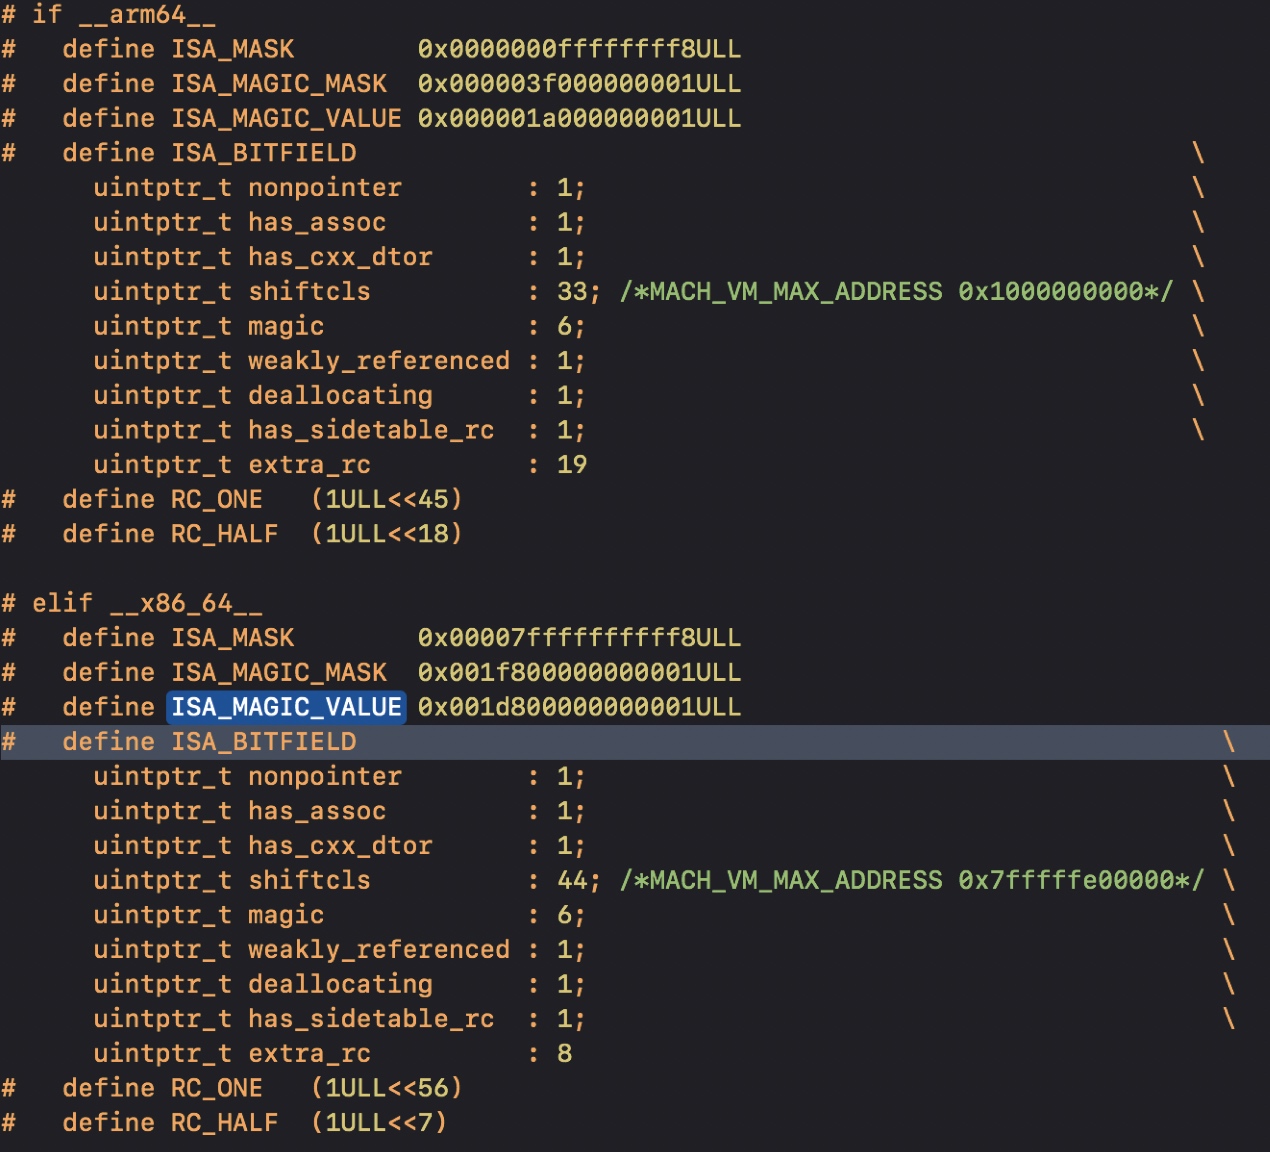 # if __arm64__
#   define ISA_MASK        0x0000000ffffffff8ULL
#   define ISA_MAGIC_MASK  0x000003f000000001ULL
#   define ISA_MAGIC_VALUE 0x000001a000000001ULL
#   define ISA_BITFIELD                                                      \
      uintptr_t nonpointer        : 1;                                       \
      uintptr_t has_assoc         : 1;                                       \
      uintptr_t has_cxx_dtor      : 1;                                       \
      uintptr_t shiftcls          : 33; /*MACH_VM_MAX_ADDRESS 0x1000000000*/ \
      uintptr_t magic             : 6;                                       \
      uintptr_t weakly_referenced : 1;                                       \
      uintptr_t deallocating      : 1;                                       \
      uintptr_t has_sidetable_rc  : 1;                                       \
      uintptr_t extra_rc          : 19
#   define RC_ONE   (1ULL<<45)
#   define RC_HALF  (1ULL<<18)

# elif __x86_64__
#   define ISA_MASK        0x00007ffffffffff8ULL
#   define ISA_MAGIC_MASK  0x001f800000000001ULL
#   define ISA_MAGIC_VALUE 0x001d800000000001ULL
#   define ISA_BITFIELD                                                        \
      uintptr_t nonpointer        : 1;                                         \
      uintptr_t has_assoc         : 1;                                         \
      uintptr_t has_cxx_dtor      : 1;                                         \
      uintptr_t shiftcls          : 44; /*MACH_VM_MAX_ADDRESS 0x7fffffe00000*/ \
      uintptr_t magic             : 6;                                         \
      uintptr_t weakly_referenced : 1;                                         \
      uintptr_t deallocating      : 1;                                         \
      uintptr_t has_sidetable_rc  : 1;                                         \
      uintptr_t extra_rc          : 8
#   define RC_ONE   (1ULL<<56)
#   define RC_HALF  (1ULL<<7)